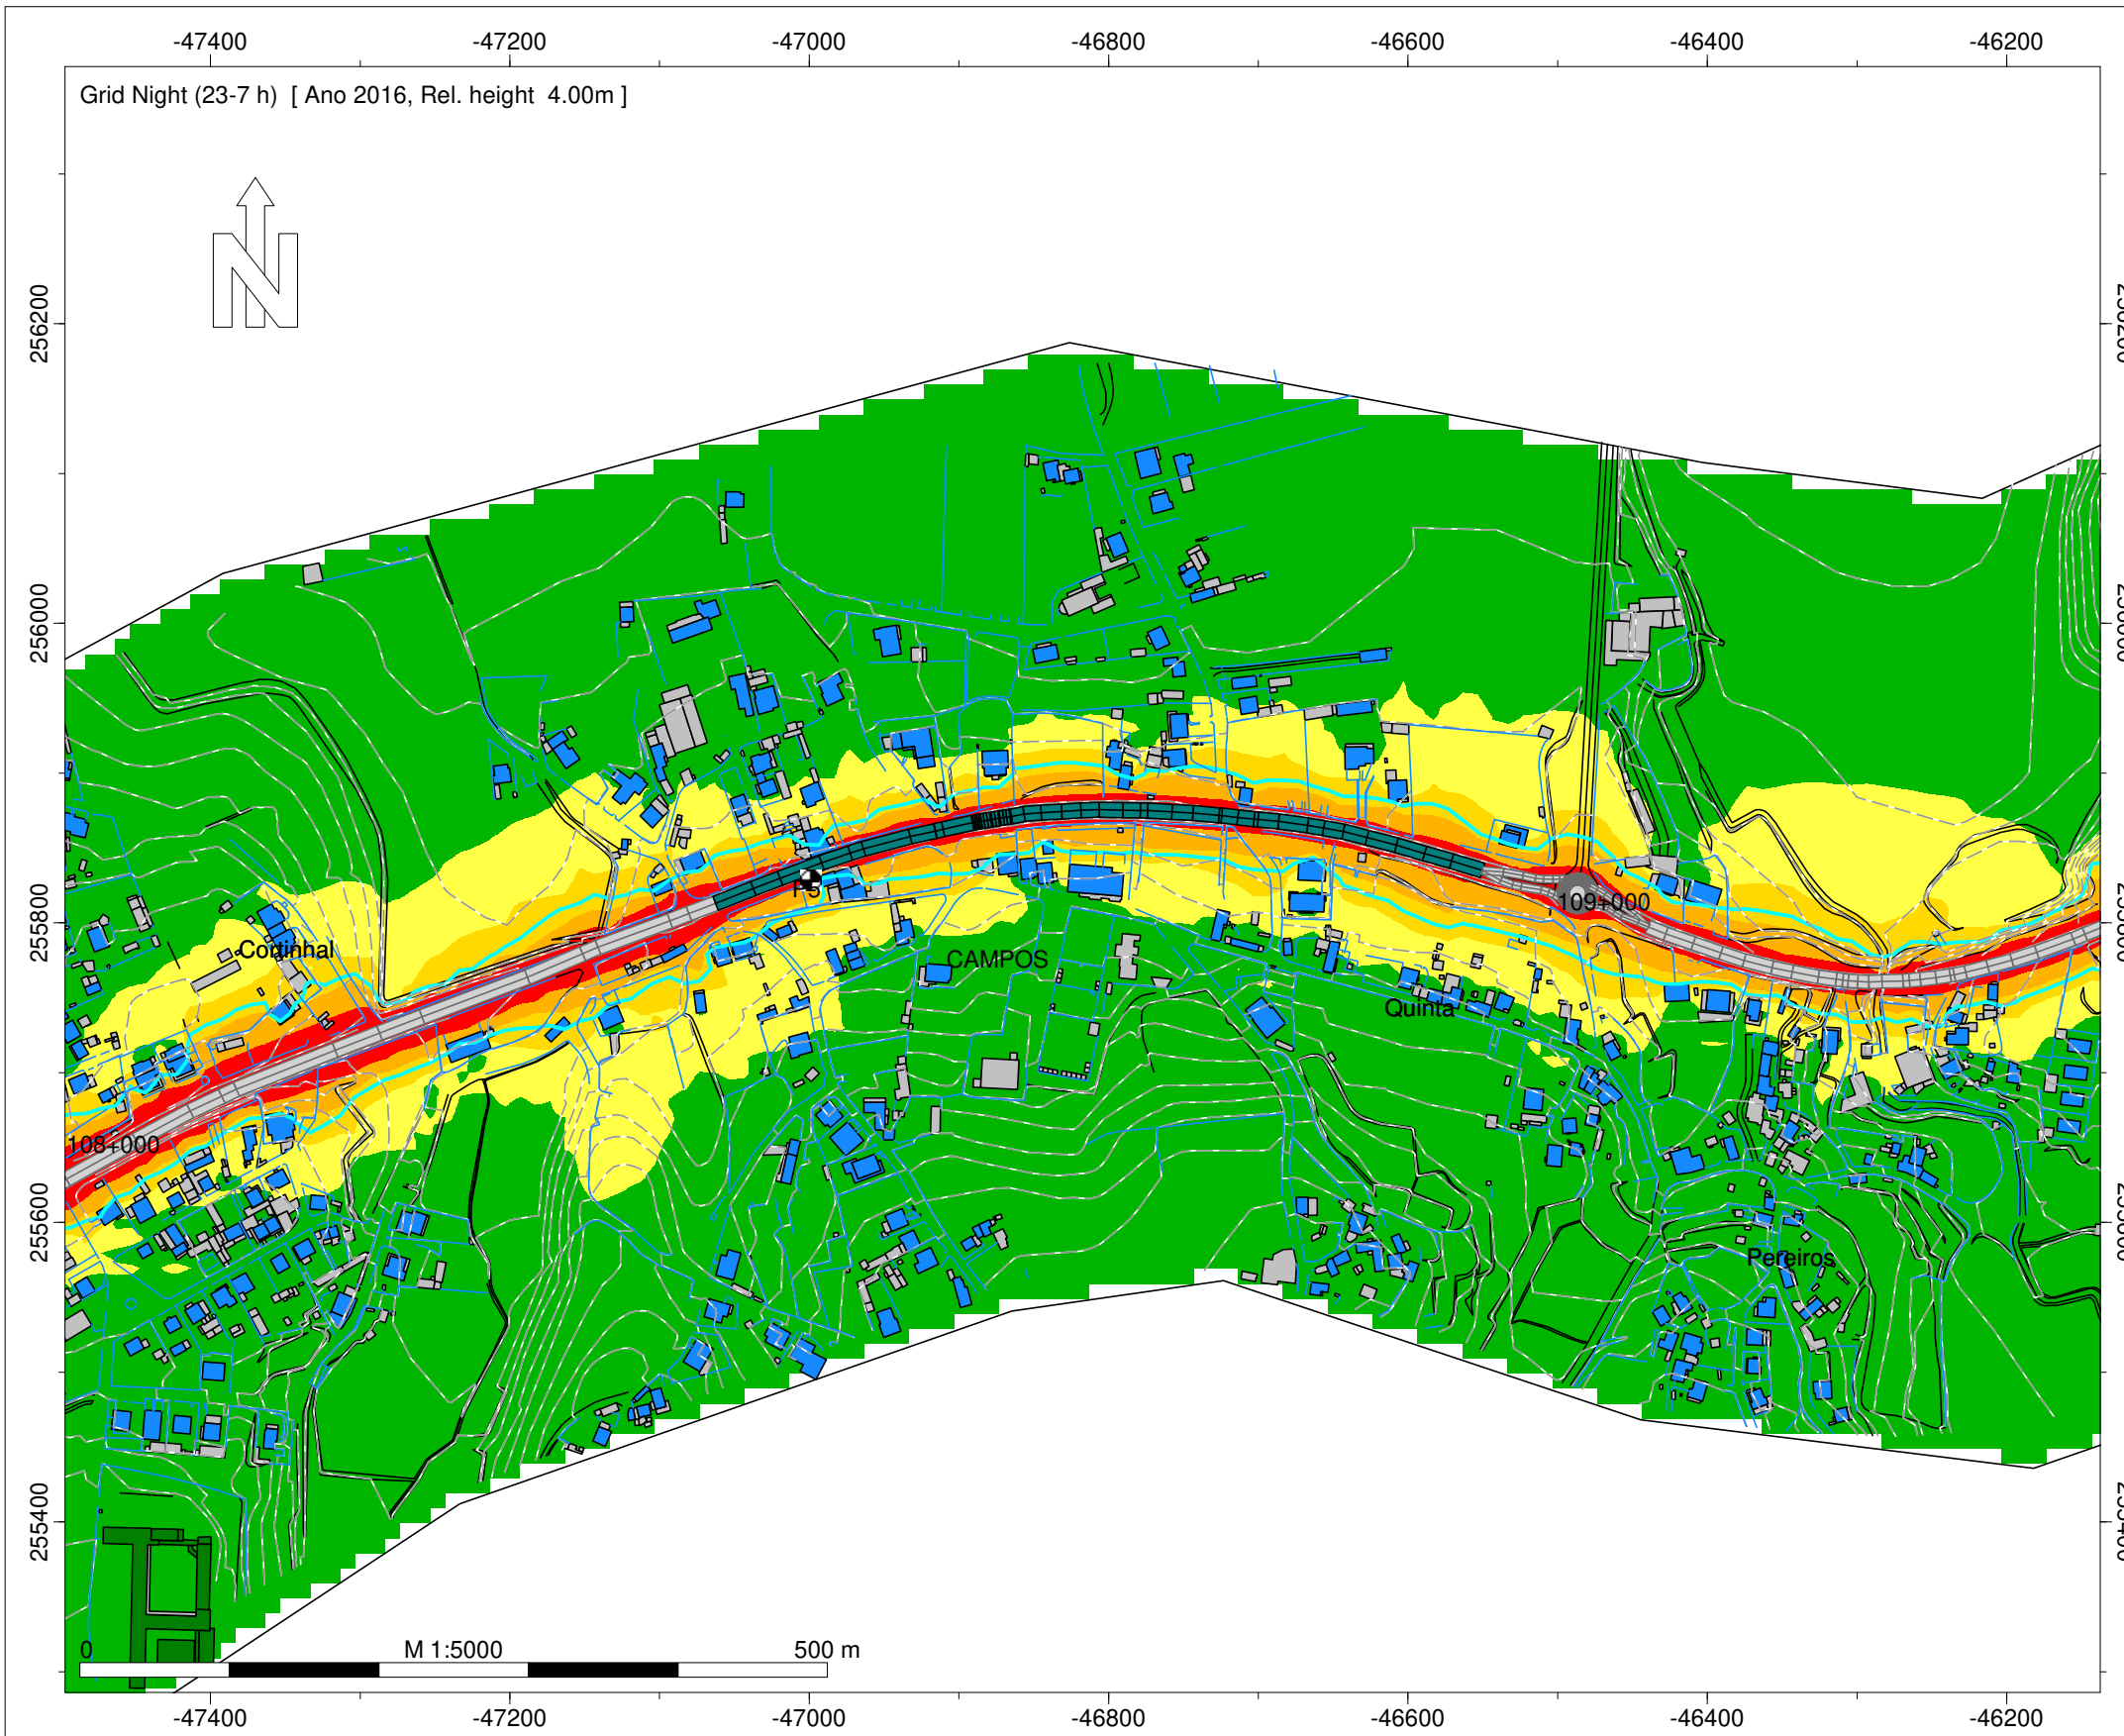 -47400 -47200 -47000 -46800 -46600 -46400 -46200
Grid Night (23-7 h) [ Ano 2016, Rel. height 4.00m ]
N
256200
256000
Cortinhal
109+000
255800
CAMPOS
Quinta
108+000
255600
Pereiros
255400
0 M 1:5000 500 m
-47400 -47200 -47000 -46800 -46600 -46400 -46200